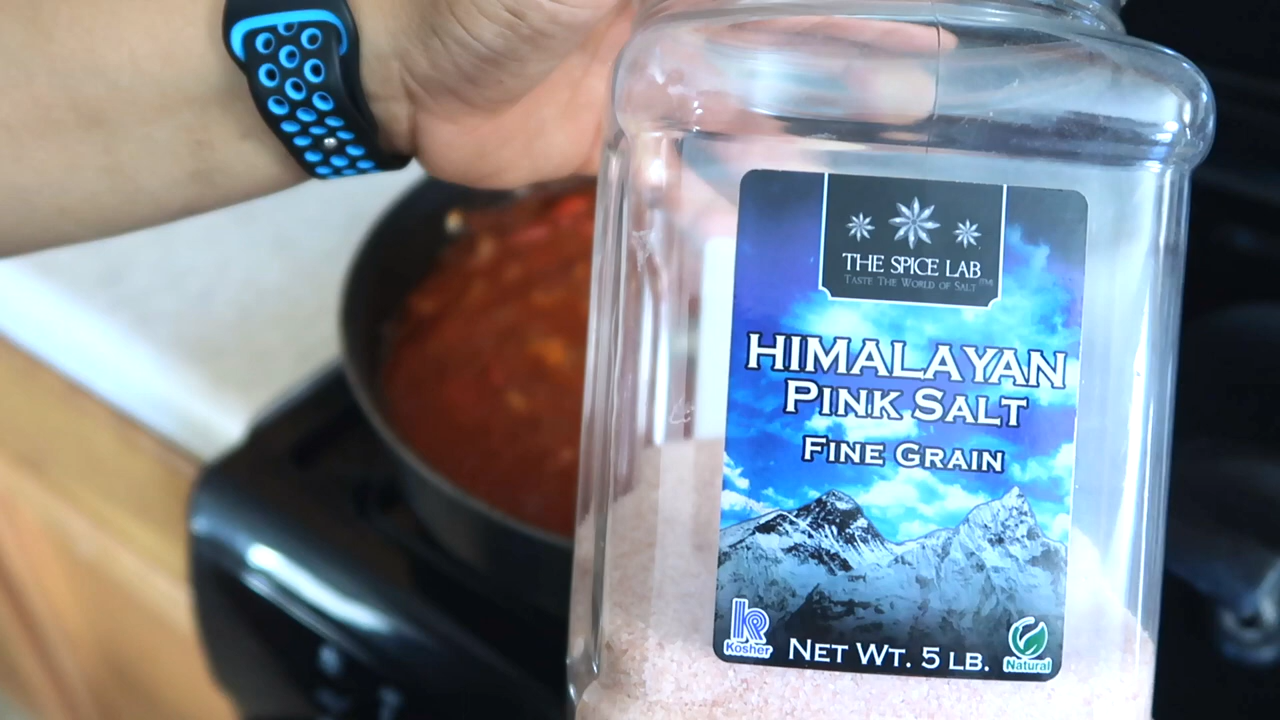 THE SPICE LAB
TASTE THE WORLD OF SALT™
HIMALAYAN
PINK SALT
FINE GRAIN
Kosher
NET WT. 5 LB.
Natural